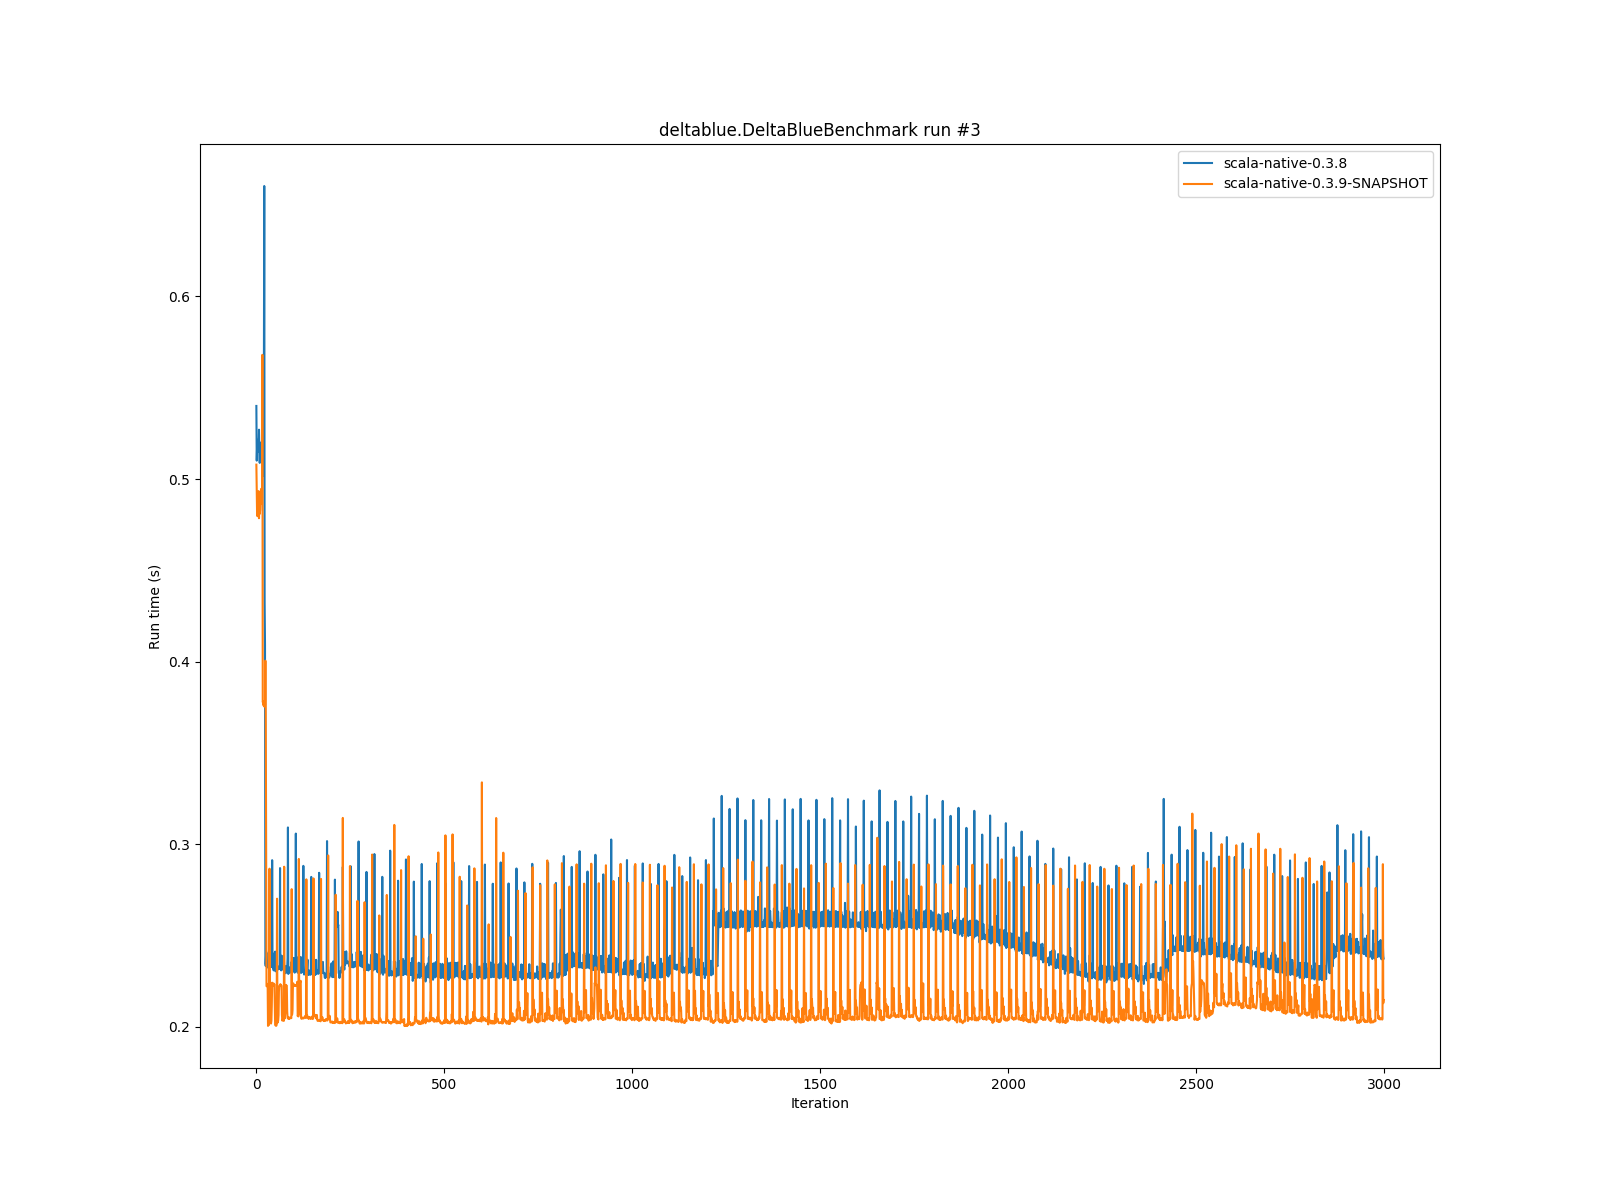 deltablue.DeltaBlueBenchmark run #3
scala-native-0.3.8
scala-native-0.3.9-SNAPSHOT
Run time (s)
0.6
0.5
0.4
0.3
0.2
0 500 1000 1500 2000 2500 3000
Iteration